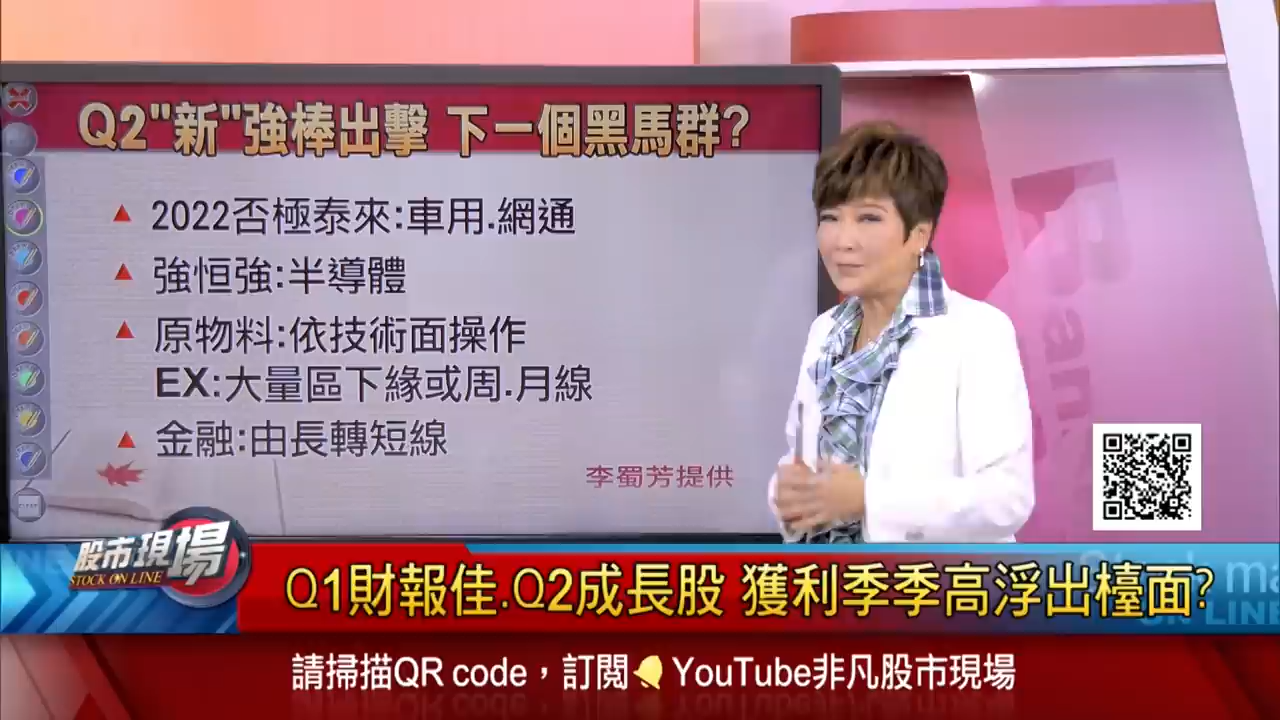 Q2"新"強棒出擊 下一個黑馬群?
▲ 2022否極泰來:車用.網通
▲ 強恒強:半導體
▲ 原物料:依技術面操作
EX:大量區下緣或周.月線
▲ 金融:由長轉短線
李蜀芳提供
股市現場
STOCK ON LINE
Q1財報佳.Q2成長股 獲利季季高浮出檯面?
請掃描QR code，訂閱🔔YouTube非凡股市現場